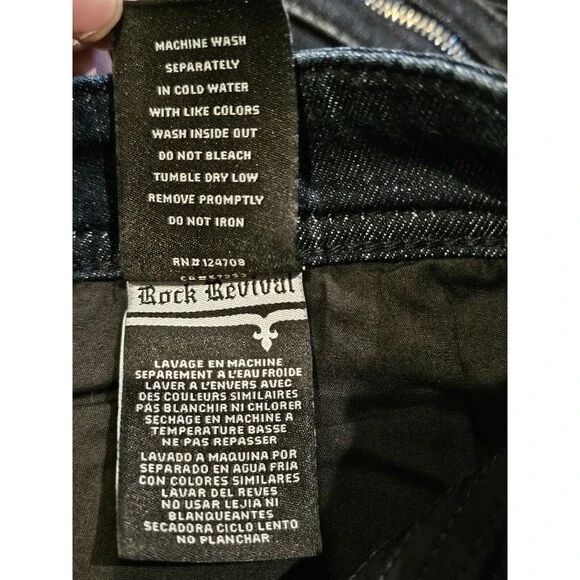 MACHINE WASH
SEPARATELY
IN COLD WATER
WITH LIKE COLORS
WASH INSIDE OUT
DO NOT BLEACH
TUMBLE DRY LOW
REMOVE PROMPTLY
DO NOT IRON
RN# 124708
Rock Revival
LAVAGE EN MACHINE
SEPAREMENT A L'EAU FROIDE
LAVER A L'ENVERS AVEC
DES COULEURS SIMILAIRES
PAS BLANCHIR NI CHLORER
SECHAGE EN MACHINE A
TEMPERATURE BASSE
NE PAS REPASSER
LAVADO A MAQUINA POR
SEPARADO EN AGUA FRIA
CON COLORES SIMILARES
LAVAR DEL REVES
NO USAR LEJIA NI
BLANQUEANTES
SECADORA CICLO LENTO
NO PLANCHAR